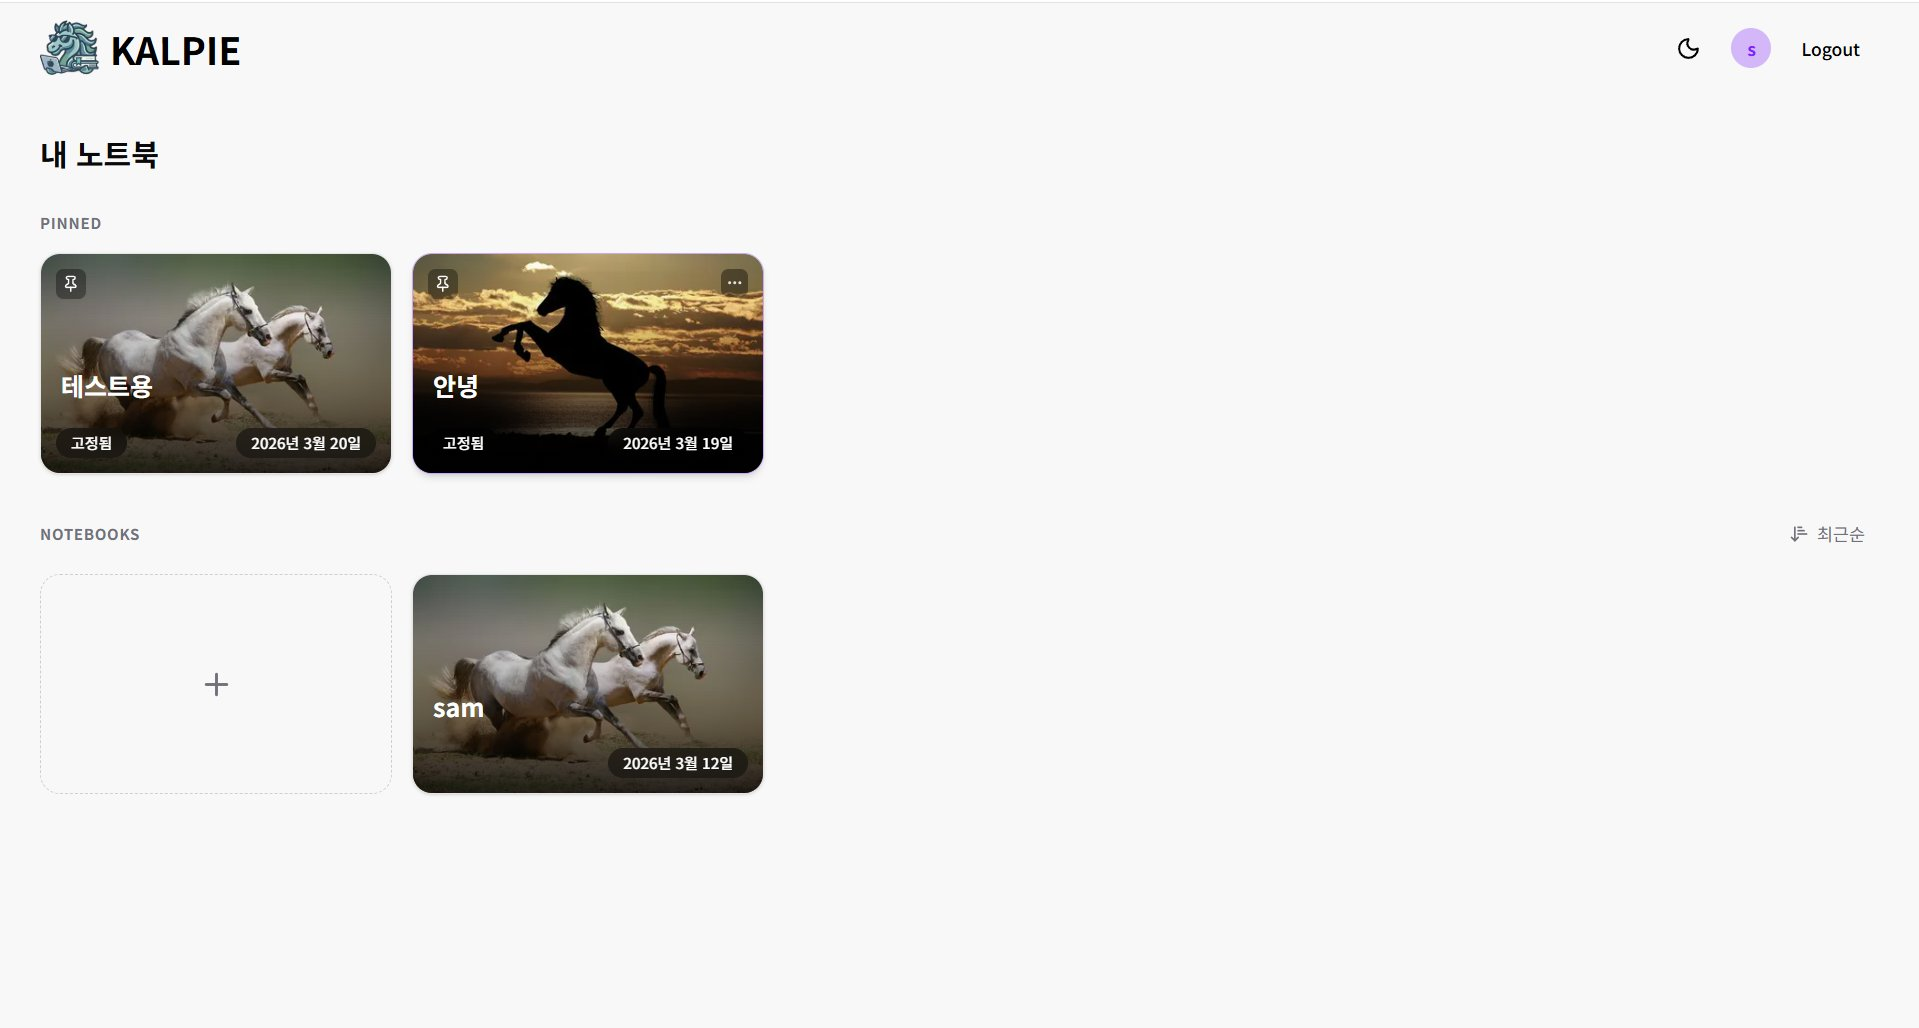 KALPIE
s
Logout
내 노트북
PINNED
테스트용
고정됨
2026년 3월 20일
안녕
고정됨
2026년 3월 19일
NOTEBOOKS
최근순
sam
2026년 3월 12일